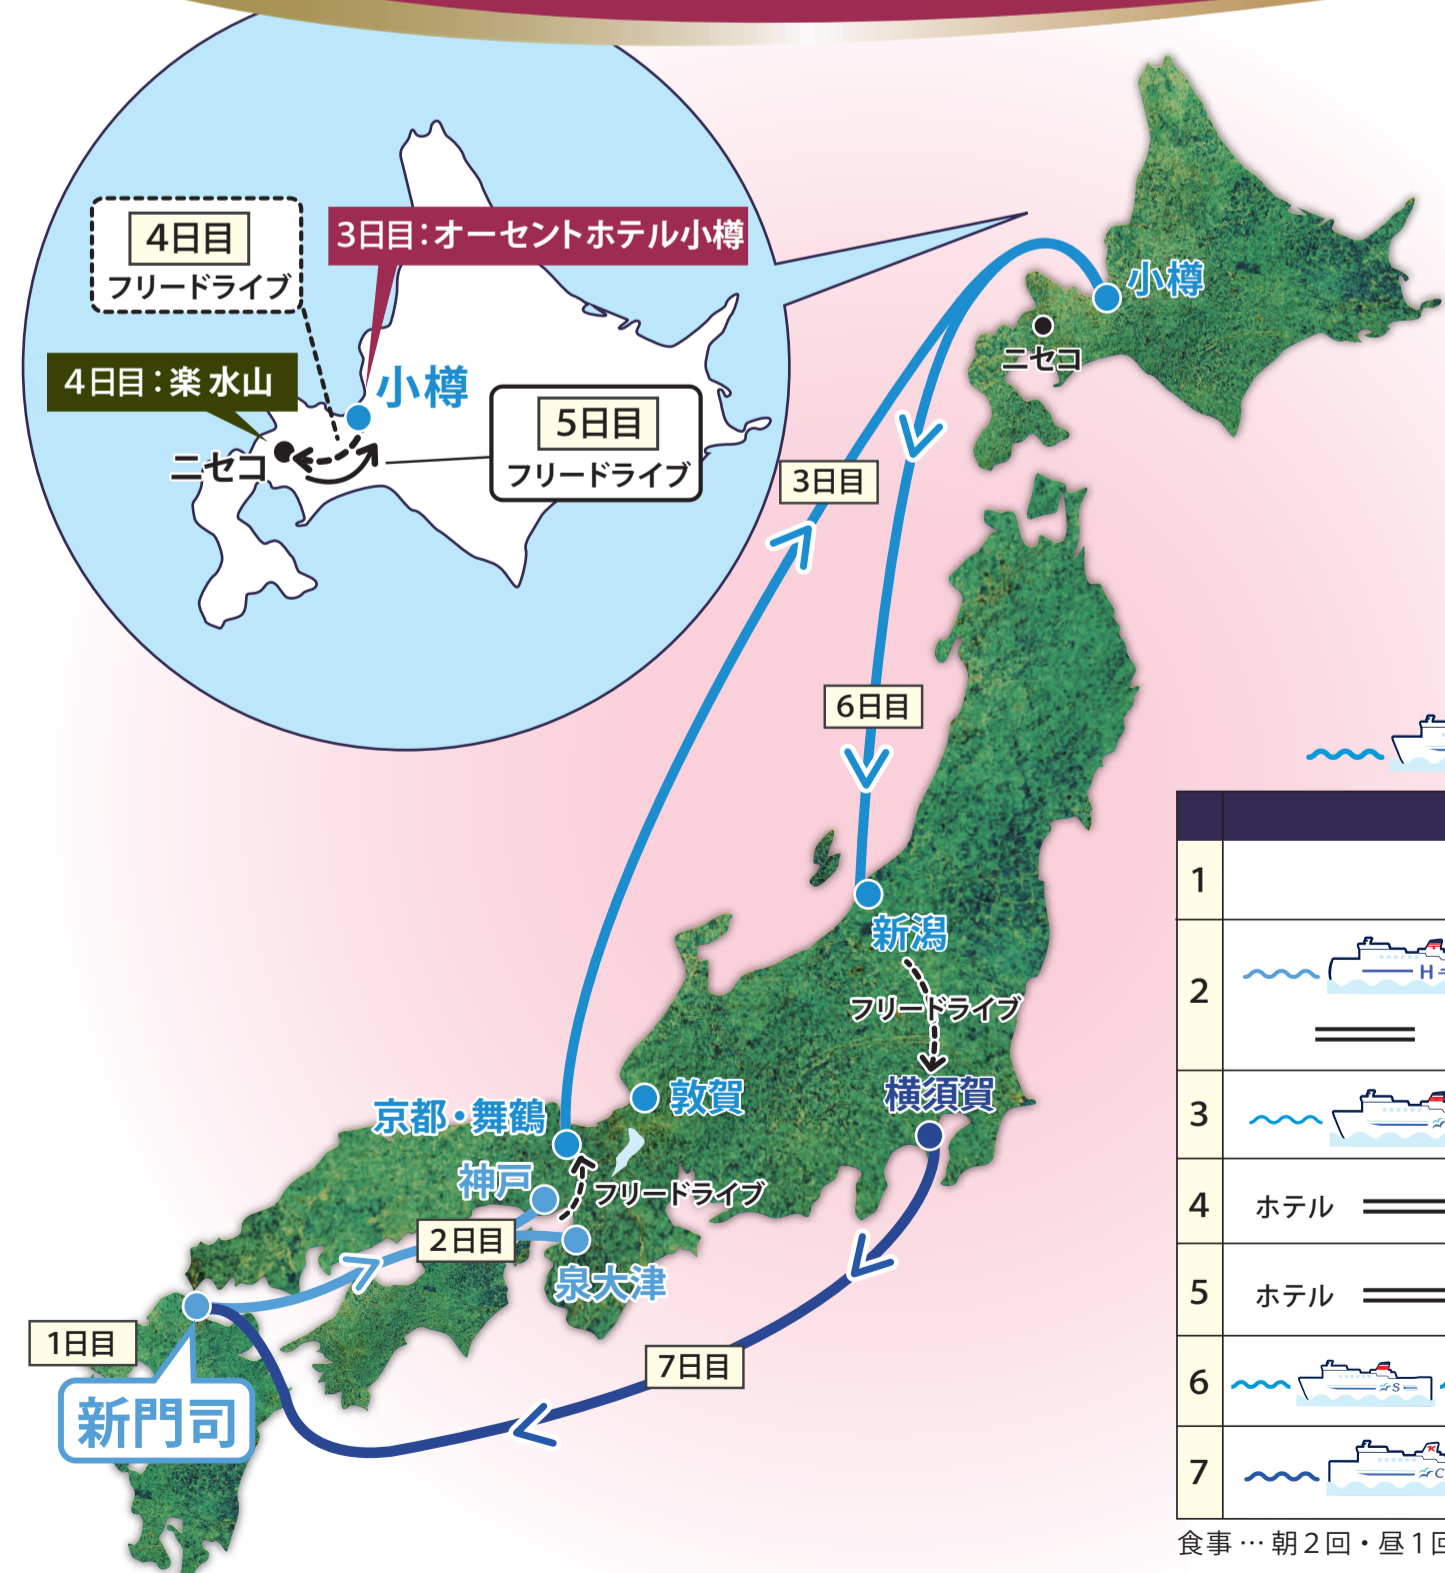 4日目
フリードライブ
3日目：オーセントホテル小樽
4日目：楽 水山
小樽
ニセコ
5日目
フリードライブ
小樽
ニセコ
3日目
6日目
新潟
フリードライブ
横須賀
敦賀
京都・舞鶴
神戸
フリードライブ
2日目
泉大津
1日目
新門司
7日目
1
2
H
3
4
ホテル
5
ホテル
6
S
7
C
食事 … 朝2回・昼1回